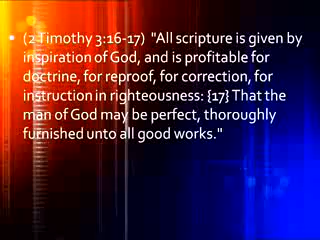 • (2 Timothy 3:16-17) "All scripture is given by
inspiration of God, and is profitable for
doctrine, for reproof, for correction, for
instruction in righteousness: {17} That the
man of God may be perfect, thoroughly
furnished unto all good works."